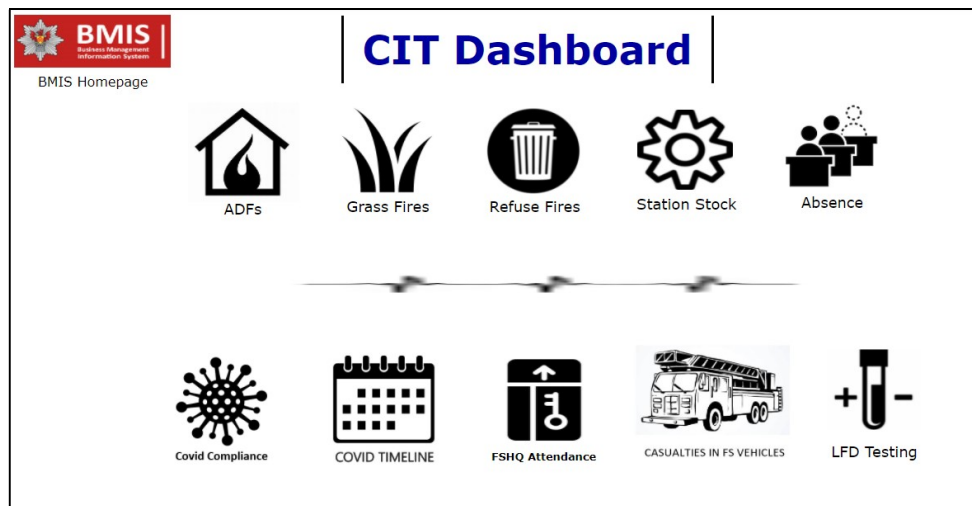 BMIS
Business Management
Information System
BMIS Homepage
CIT Dashboard
ADFs
Grass Fires
Refuse Fires
Station Stock
Absence
Covid Compliance
COVID TIMELINE
FSHQ Attendance
CASUALTIES IN FS VEHICLES
LFD Testing